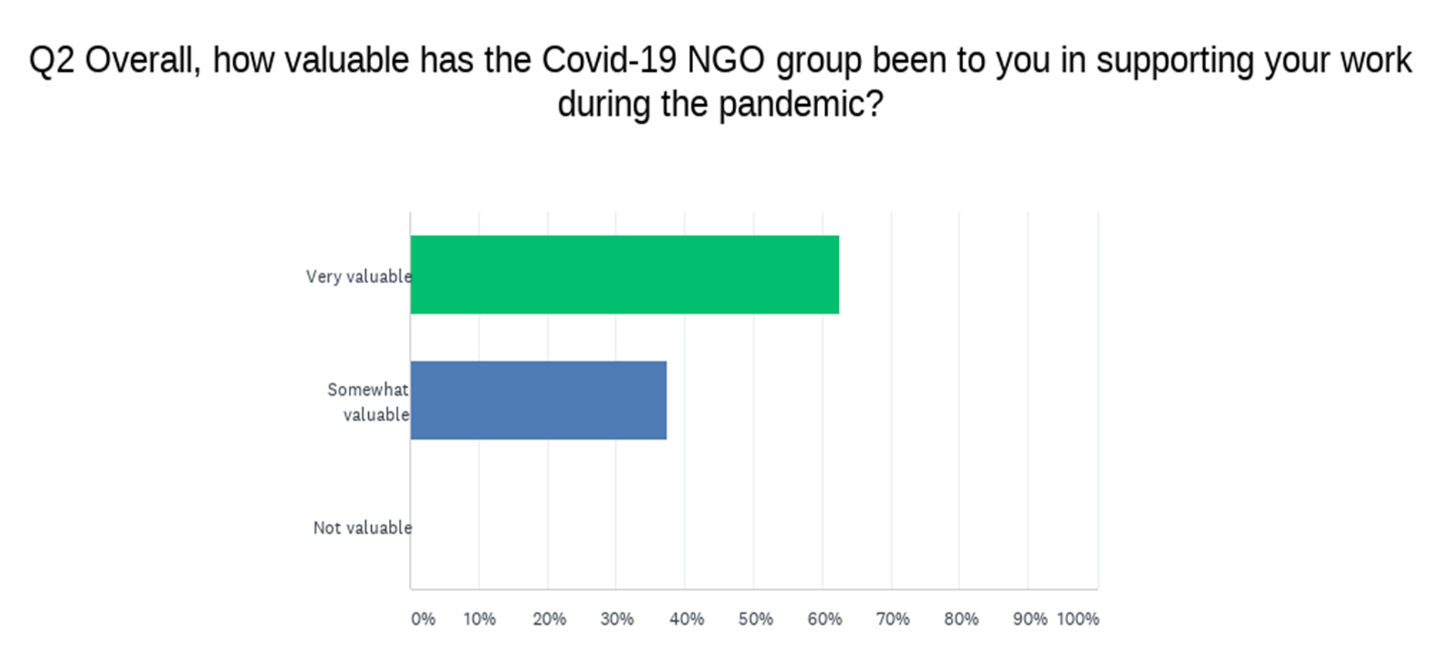 Q2 Overall, how valuable has the Covid-19 NGO group been to you in supporting your work
during the pandemic?
Very valuable
Somewhat
valuable
Not valuable
0% 10% 20% 30% 40% 50% 60% 70% 80% 90% 100%